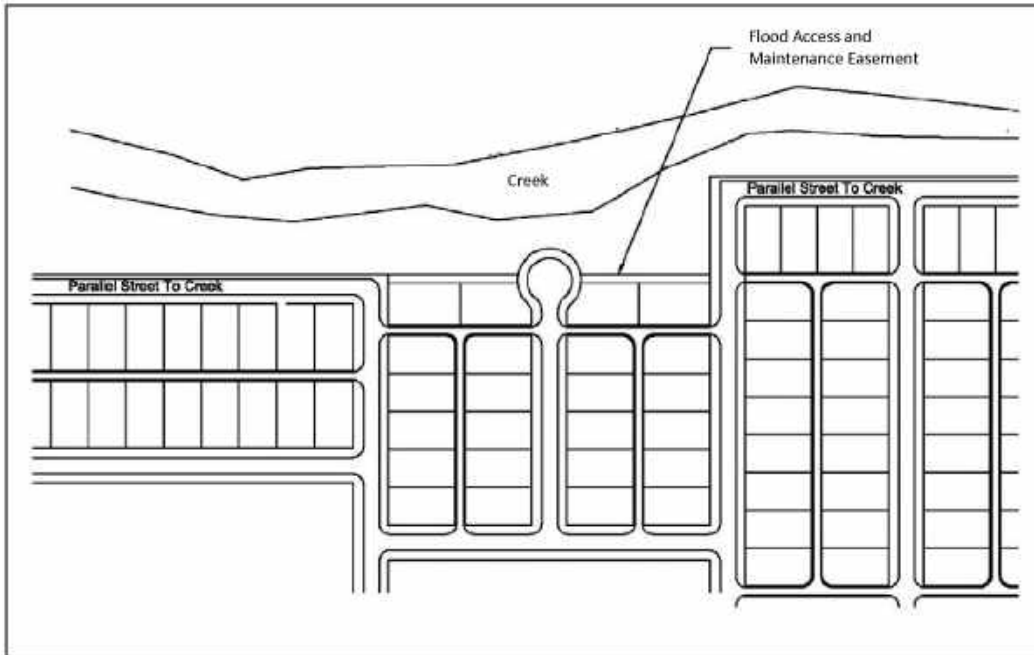 Flood Access and
Maintenance Easement
Creek
Parallel Street To Creek
Parallel Street To Creek